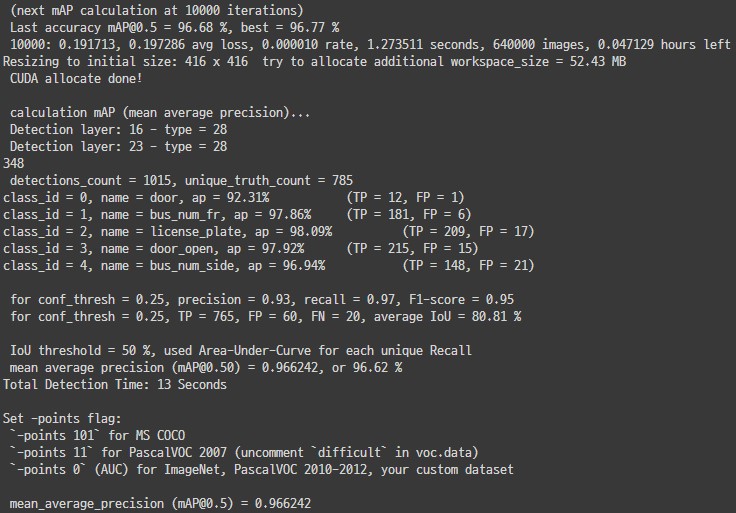 (next mAP calculation at 10000 iterations)
Last accuracy mAP@0.5 = 96.68 %, best = 96.77 %
10000: 0.191713, 0.197286 avg loss, 0.000010 rate, 1.273511 seconds, 640000 images, 0.047129 hours left
Resizing to initial size: 416 x 416  try to allocate additional workspace_size = 52.43 MB
CUDA allocate done!
calculation mAP (mean average precision)...
Detection layer: 16 - type = 28
Detection layer: 23 - type = 28
348
detections_count = 1015, unique_truth_count = 785
class_id = 0, name = door, ap = 92.31%          (TP = 12, FP = 1)
class_id = 1, name = bus_num_fr, ap = 97.86%     (TP = 181, FP = 6)
class_id = 2, name = license_plate, ap = 98.09%          (TP = 209, FP = 17)
class_id = 3, name = door_open, ap = 97.92%      (TP = 215, FP = 15)
class_id = 4, name = bus_num_side, ap = 96.94%           (TP = 148, FP = 21)
for conf_thresh = 0.25, precision = 0.93, recall = 0.97, F1-score = 0.95
for conf_thresh = 0.25, TP = 765, FP = 60, FN = 20, average IoU = 80.81 %
IoU threshold = 50 %, used Area-Under-Curve for each unique Recall
mean average precision (mAP@0.50) = 0.966242, or 96.62 %
Total Detection Time: 13 Seconds
Set -points flag:
`-points 101` for MS COCO
`-points 11` for PascalVOC 2007 (uncomment `difficult` in voc.data)
`-points 0` (AUC) for ImageNet, PascalVOC 2010-2012, your custom dataset
mean_average_precision (mAP@0.5) = 0.966242